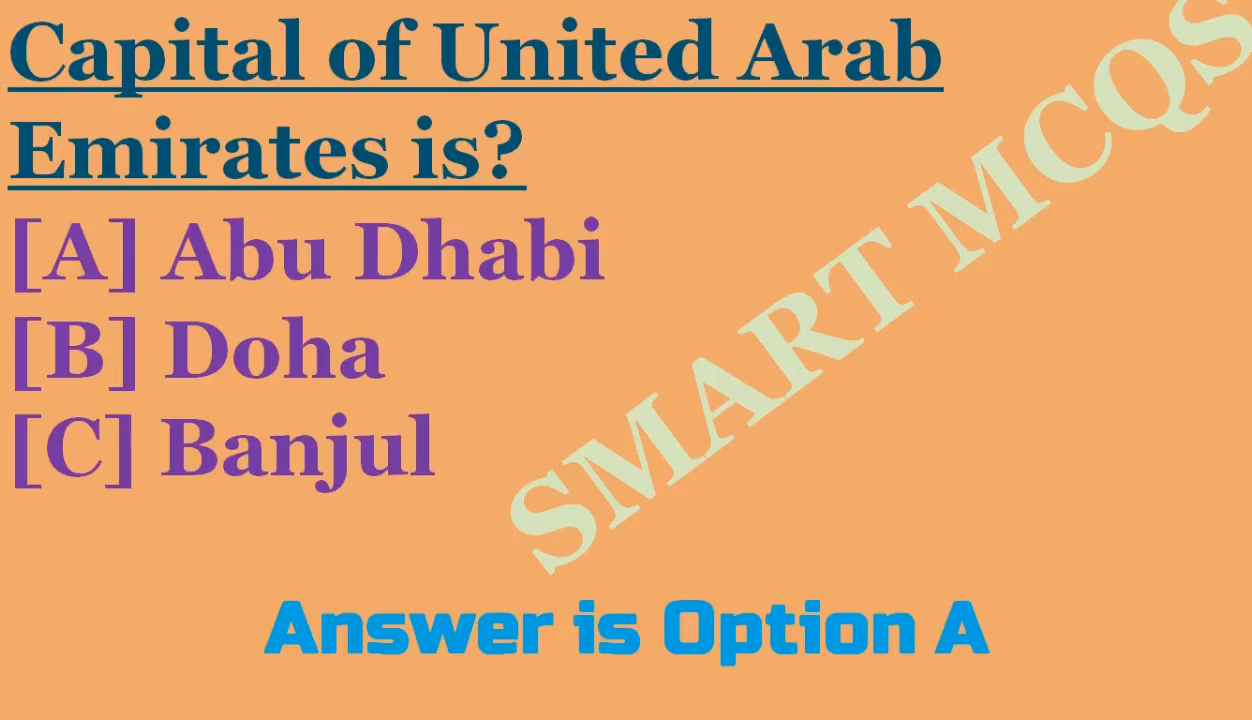 Capital of United Arab
Emirates is?
[A] Abu Dhabi
[B] Doha
[C] Banjul
SMART MCQS
Answer is Option A